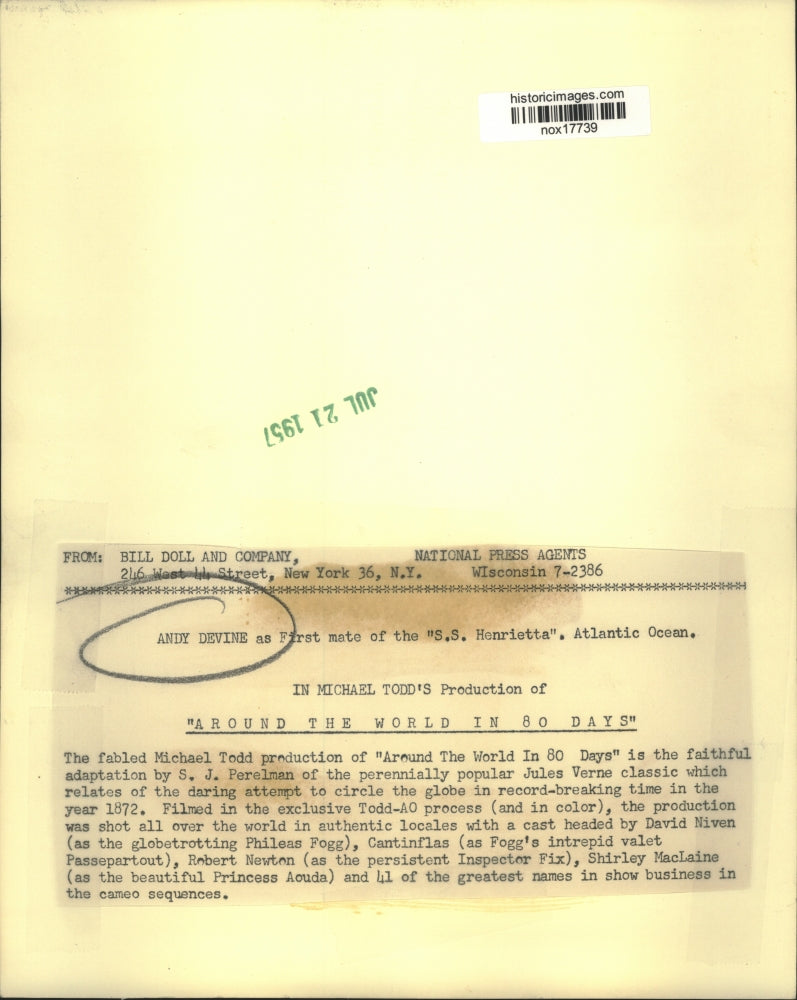 historicimages.com
nox17739
JUL 21 1957
FROM: BILL DOLL AND COMPANY, NATIONAL PRESS AGENTS
246 West 44 Street, New York 36, N.Y. WIsconsin 7-2386
ANDY DEVINE as First mate of the "S.S. Henrietta". Atlantic Ocean.
IN MICHAEL TODD'S Production of
"A R O U N D T H E W O R L D I N 8 0 D A Y S"
The fabled Michael Todd production of "Around The World In 80 Days" is the faithful
adaptation by S. J. Perelman of the perennially popular Jules Verne classic which
relates of the daring attempt to circle the globe in record-breaking time in the
year 1872. Filmed in the exclusive Todd-AO process (and in color), the production
was shot all over the world in authentic locales with a cast headed by David Niven
(as the globetrotting Phileas Fogg), Cantinflas (as Fogg's intrepid valet
Passepartout), Robert Newton (as the persistent Inspector Fix), Shirley MacLaine
(as the beautiful Princess Aouda) and 41 of the greatest names in show business in
the cameo sequences.